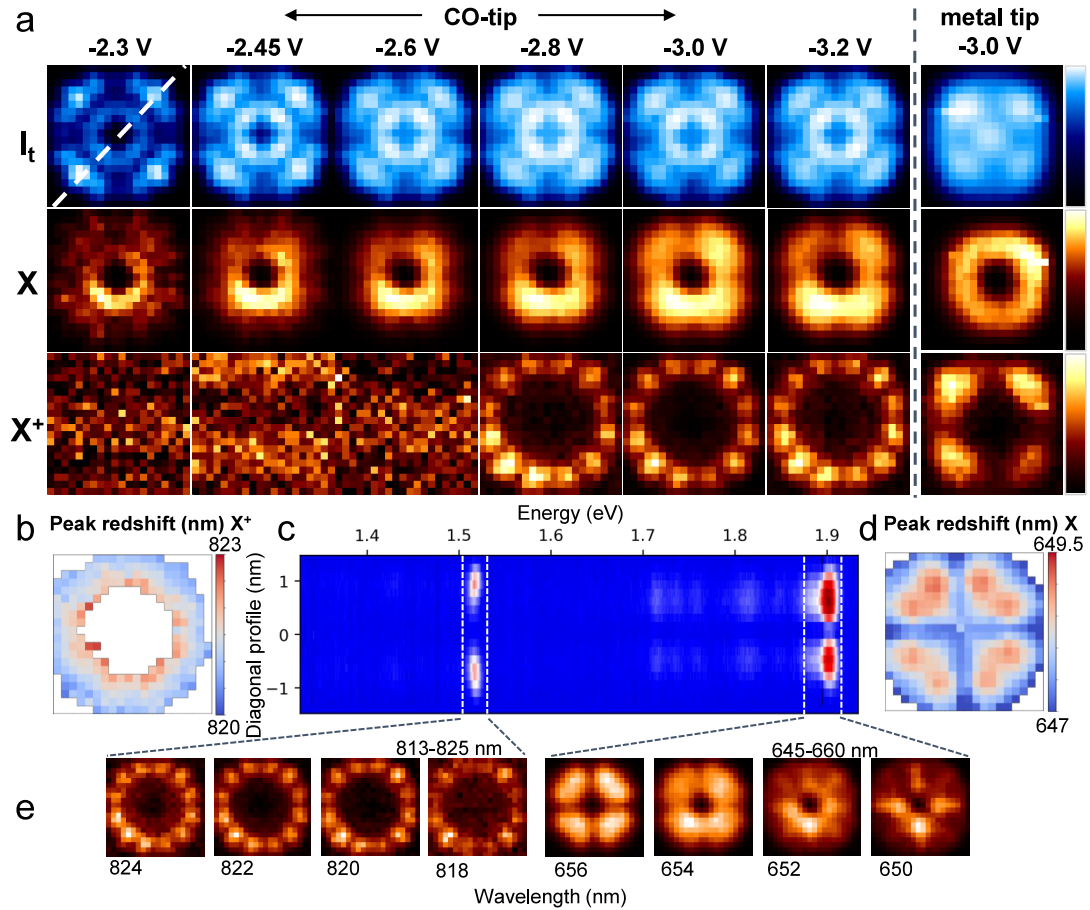 a
CO-tip
metal tip
-2.3 V
-2.45 V
-2.6 V
-2.8 V
-3.0 V
-3.2 V
-3.0 V
It
X
X+
b
Peak redshift (nm) X+
823
820
c
Energy (eV)
1.4
1.5
1.6
1.7
1.8
1.9
Diagonal profile (nm)
1
0
−1
d
Peak redshift (nm) X
649.5
647
e
813-825 nm
645-660 nm
824
822
820
818
656
654
652
650
Wavelength (nm)